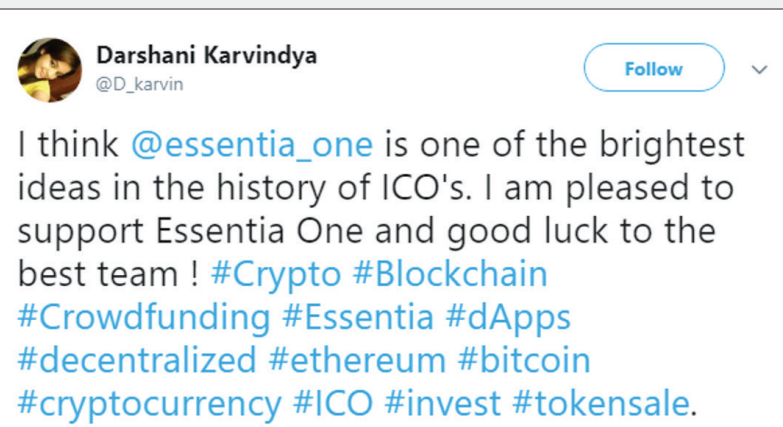 Darshani Karvindya
@D_karvin
Follow
I think @essentia_one is one of the brightest
ideas in the history of ICO's. I am pleased to
support Essentia One and good luck to the
best team ! #Crypto #Blockchain
#Crowdfunding #Essentia #dApps
#decentralized #ethereum #bitcoin
#cryptocurrency #ICO #invest #tokensale.